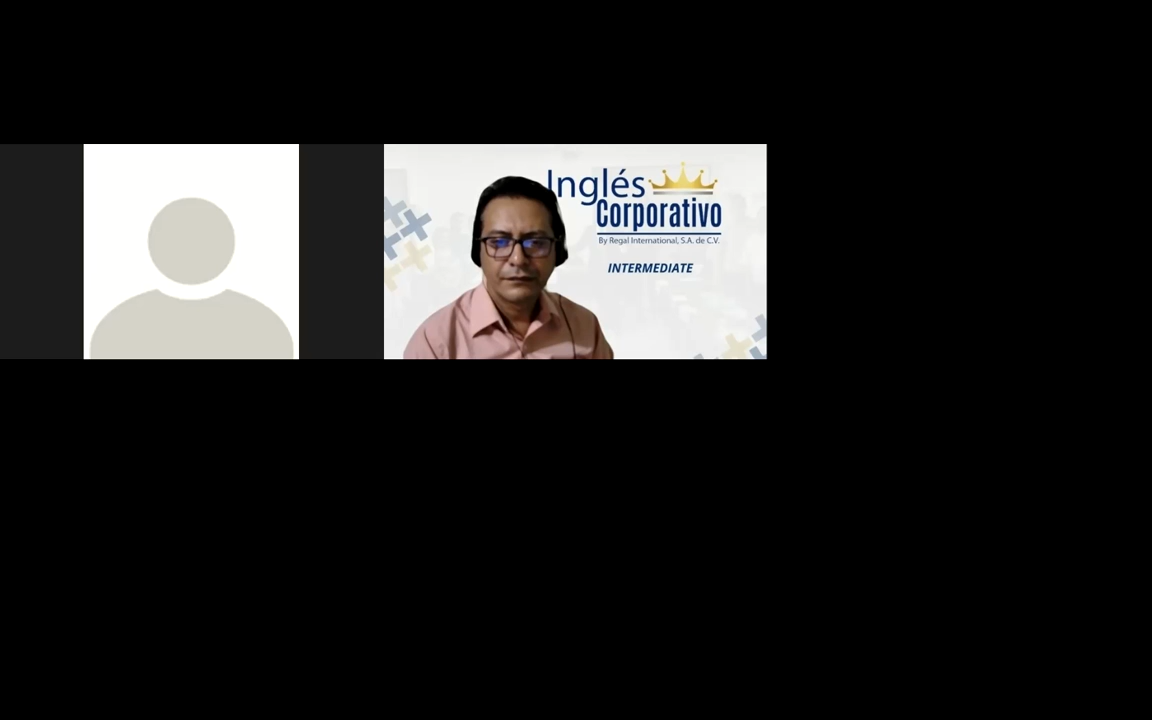 Inglés
Corporativo
By Regal International, S.A. de C.V.
INTERMEDIATE